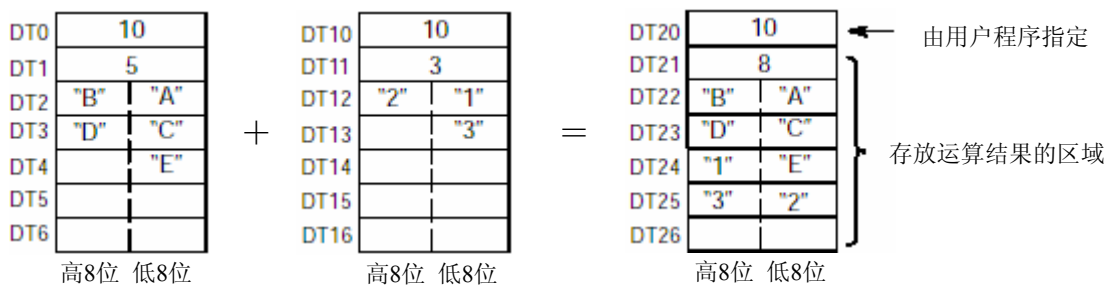 DT0 10 DT10 10 DT20 10 由用户程序指定
DT1 5 DT11 3 DT21 8
DT2 "B" "A" DT12 "2" "1" DT22 "B" "A"
DT3 "D" "C" + DT13 "3" = DT23 "D" "C"
DT4 "E" DT14 DT24 "1" "E" 存放运算结果的区域
DT5 DT15 DT25 "3" "2"
DT6 DT16 DT26
高8位 低8位 高8位 低8位 高8位 低8位